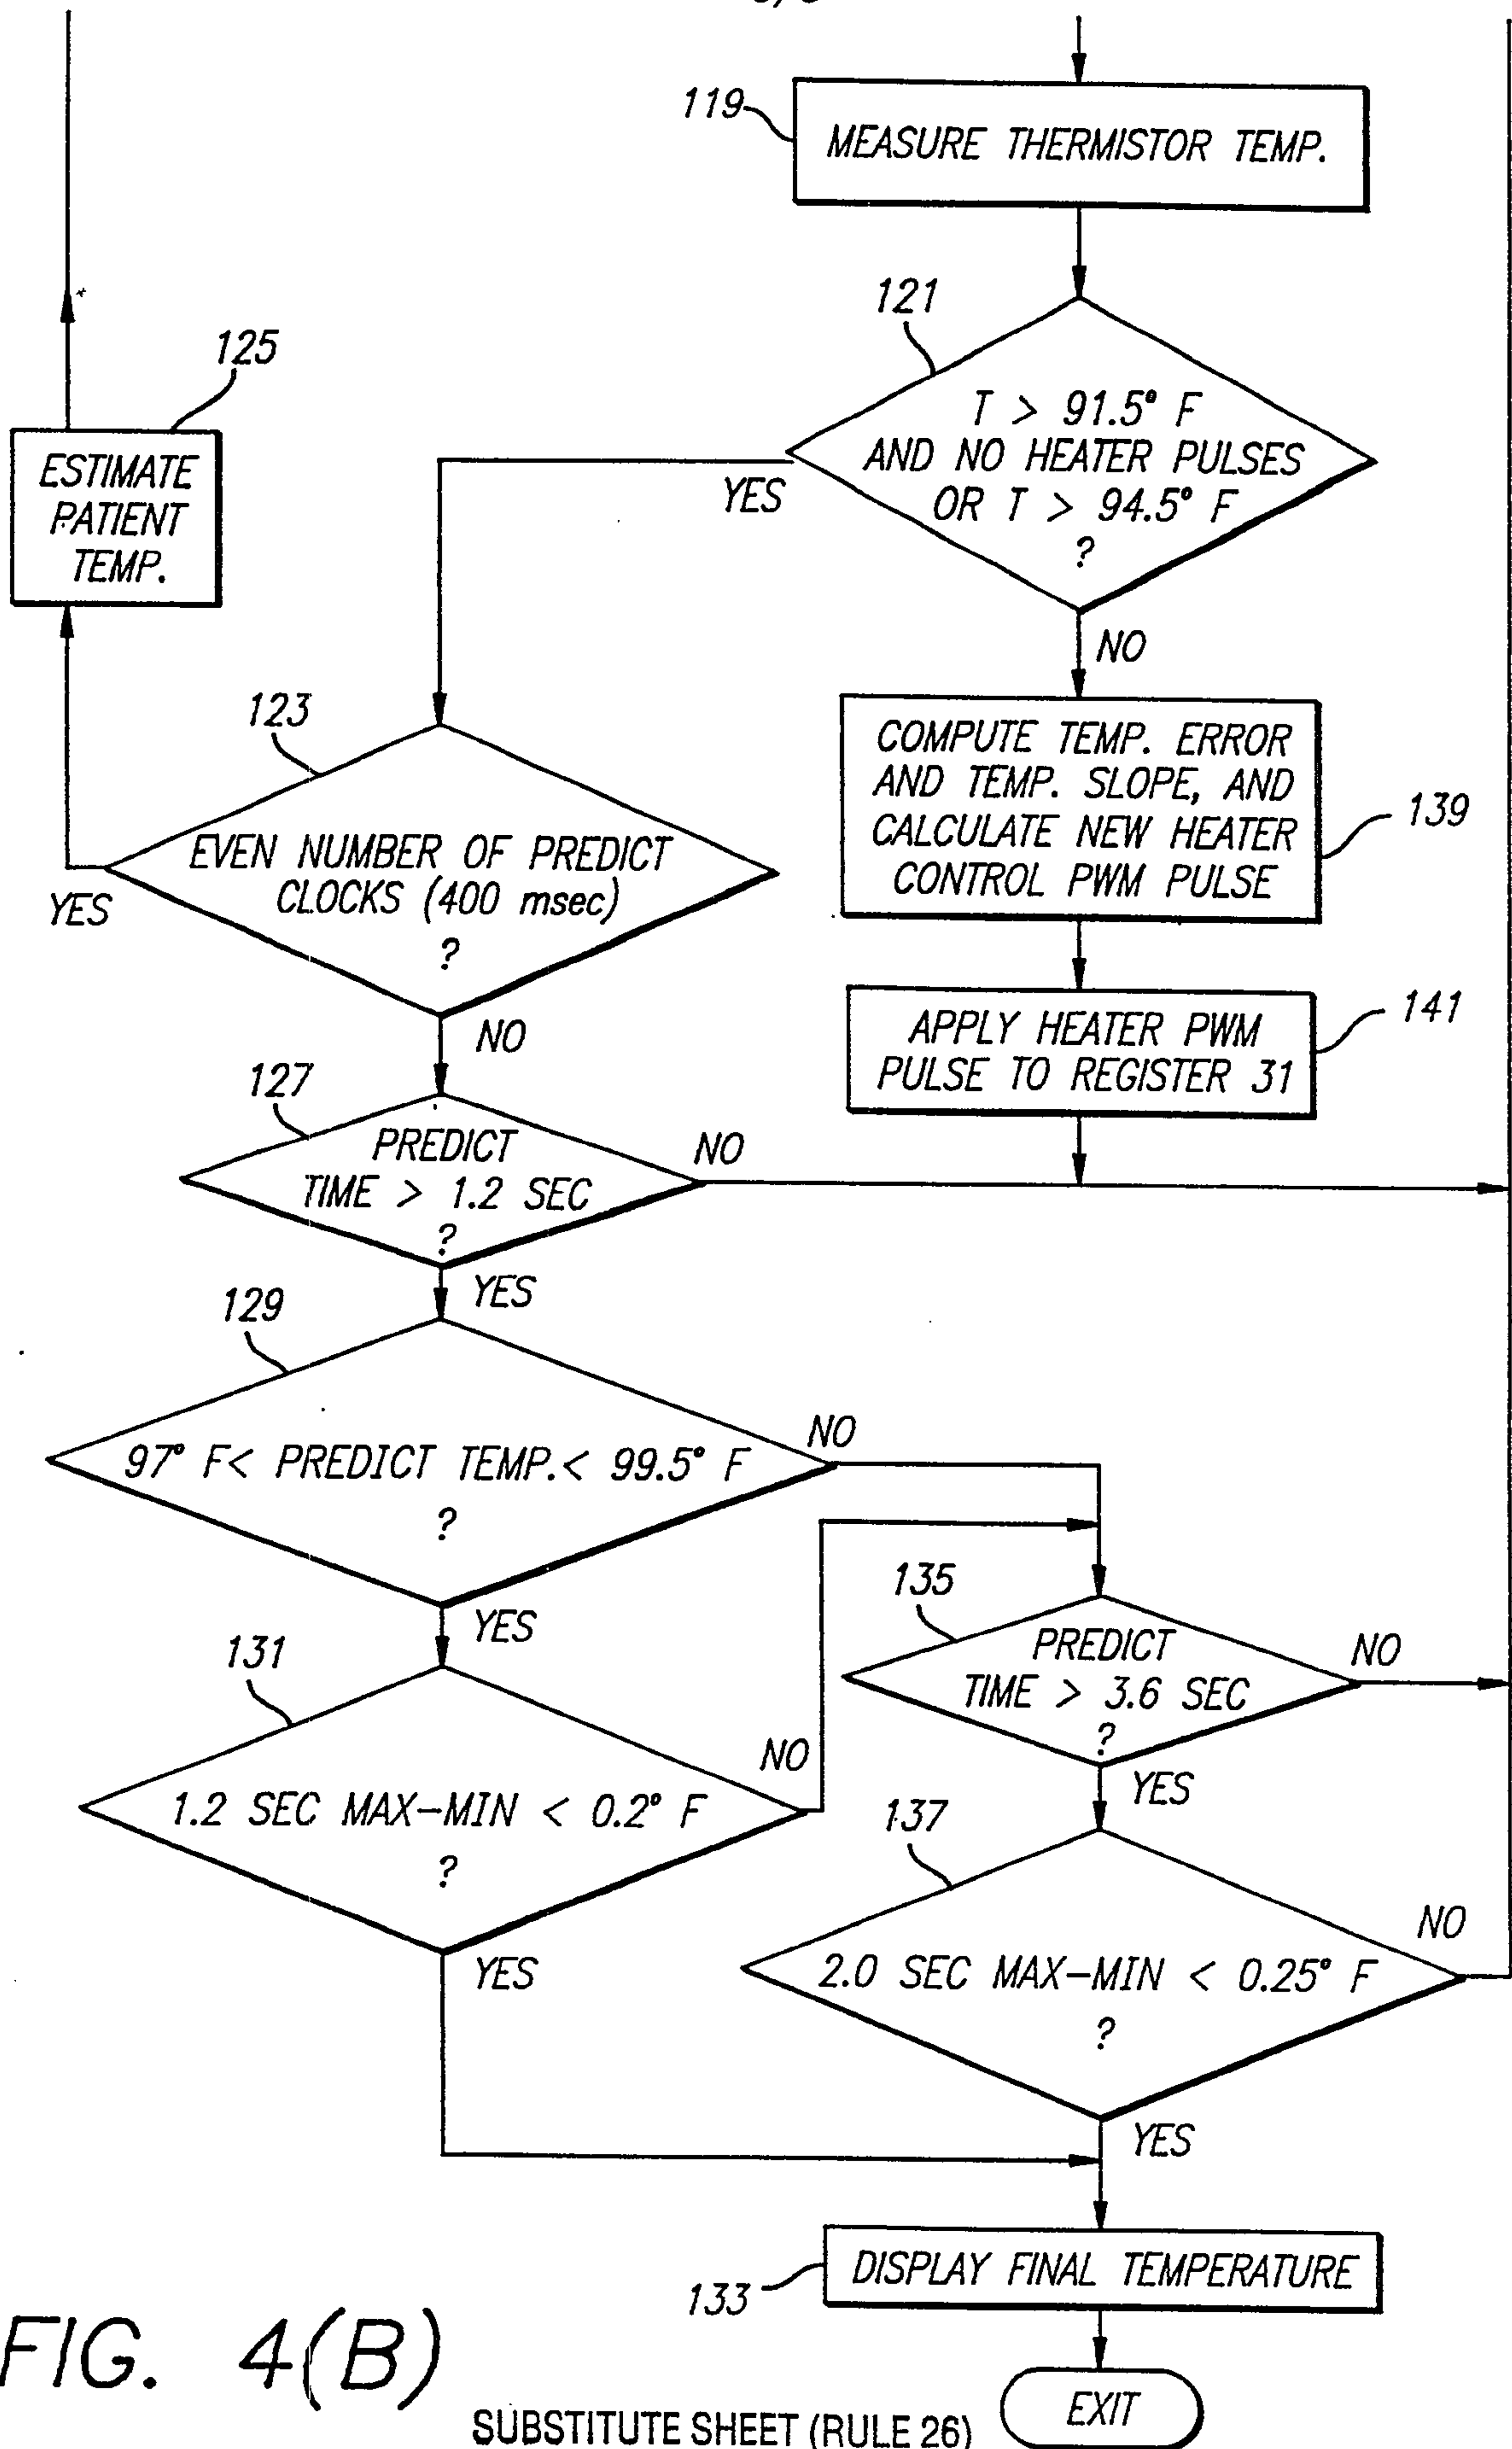 119
MEASURE THERMISTOR TEMP.
121
T > 91.5° F
AND NO HEATER PULSES
OR T > 94.5° F
?
YES
NO
125
ESTIMATE
PATIENT
TEMP.
123
EVEN NUMBER OF PREDICT
CLOCKS (400 msec)
?
YES
NO
COMPUTE TEMP. ERROR
AND TEMP. SLOPE, AND
CALCULATE NEW HEATER
CONTROL PWM PULSE
139
APPLY HEATER PWM
PULSE TO REGISTER 31
141
127
PREDICT
TIME > 1.2 SEC
?
NO
YES
129
97° F< PREDICT TEMP.< 99.5° F
?
NO
YES
131
1.2 SEC MAX-MIN < 0.2° F
?
NO
YES
135
PREDICT
TIME > 3.6 SEC
?
NO
YES
137
2.0 SEC MAX-MIN < 0.25° F
?
NO
YES
133
DISPLAY FINAL TEMPERATURE
EXIT
FIG. 4(B)
SUBSTITUTE SHEET (RULE 26)